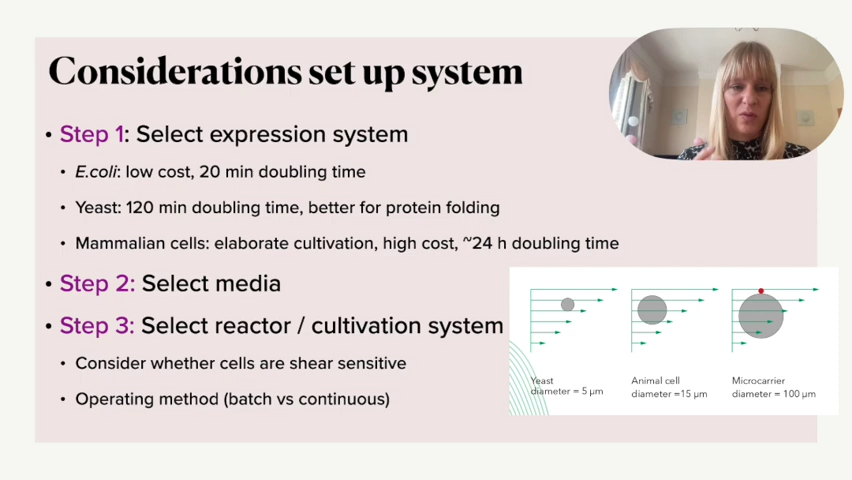 Considerations set up system
• Step 1: Select expression system
• E.coli: low cost, 20 min doubling time
• Yeast: 120 min doubling time, better for protein folding
• Mammalian cells: elaborate cultivation, high cost, ~24 h doubling time
• Step 2: Select media
• Step 3: Select reactor / cultivation system
• Consider whether cells are shear sensitive
• Operating method (batch vs continuous)
Yeast
diameter = 5 µm
Animal cell
diameter =15 µm
Microcarrier
diameter = 100 µm